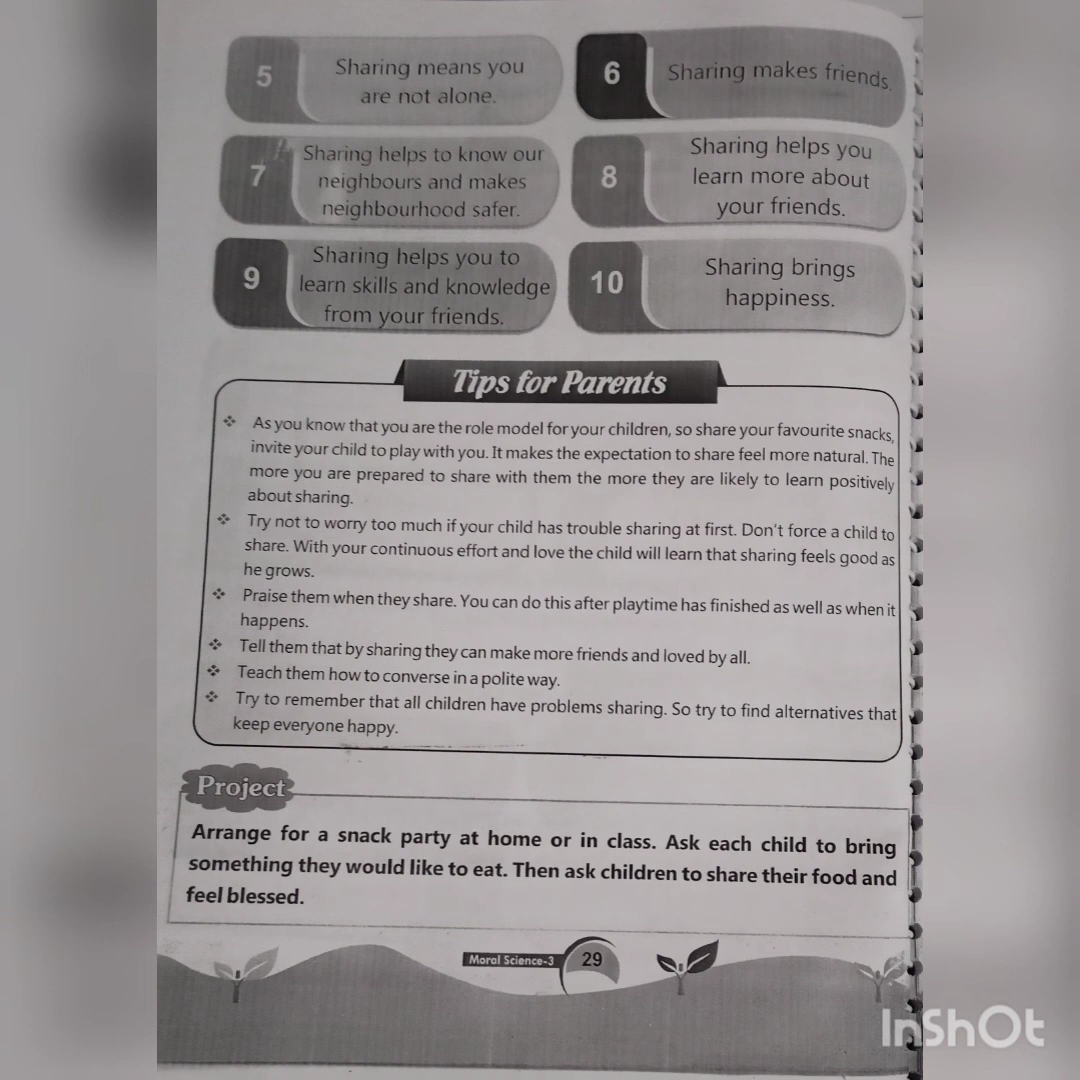 5
Sharing means you
are not alone.
6
Sharing makes friends.
7
Sharing helps to know our
neighbours and makes
neighbourhood safer.
8
Sharing helps you
learn more about
your friends.
9
Sharing helps you to
learn skills and knowledge
from your friends.
10
Sharing brings
happiness.
Tips for Parents
❖ As you know that you are the role model for your children, so share your favourite snacks,
invite your child to play with you. It makes the expectation to share feel more natural. The
more you are prepared to share with them the more they are likely to learn positively
about sharing.
❖ Try not to worry too much if your child has trouble sharing at first. Don't force a child to
share. With your continuous effort and love the child will learn that sharing feels good as
he grows.
❖ Praise them when they share. You can do this after playtime has finished as well as when it
happens.
❖ Tell them that by sharing they can make more friends and loved by all.
❖ Teach them how to converse in a polite way.
❖ Try to remember that all children have problems sharing. So try to find alternatives that
keep everyone happy.
Project
Arrange for a snack party at home or in class. Ask each child to bring
something they would like to eat. Then ask children to share their food and
feel blessed.
Moral Science-3
29
InShOt